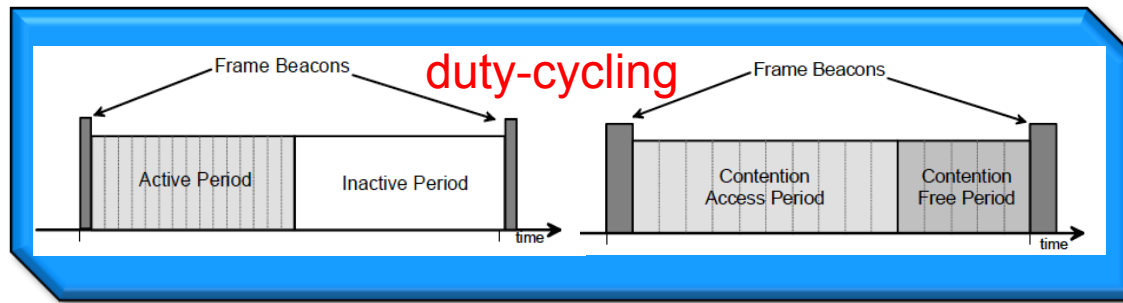 duty-cycling
Frame Beacons
Active Period
Inactive Period
time
Frame Beacons
Contention
Access Period
Contention
Free Period
time